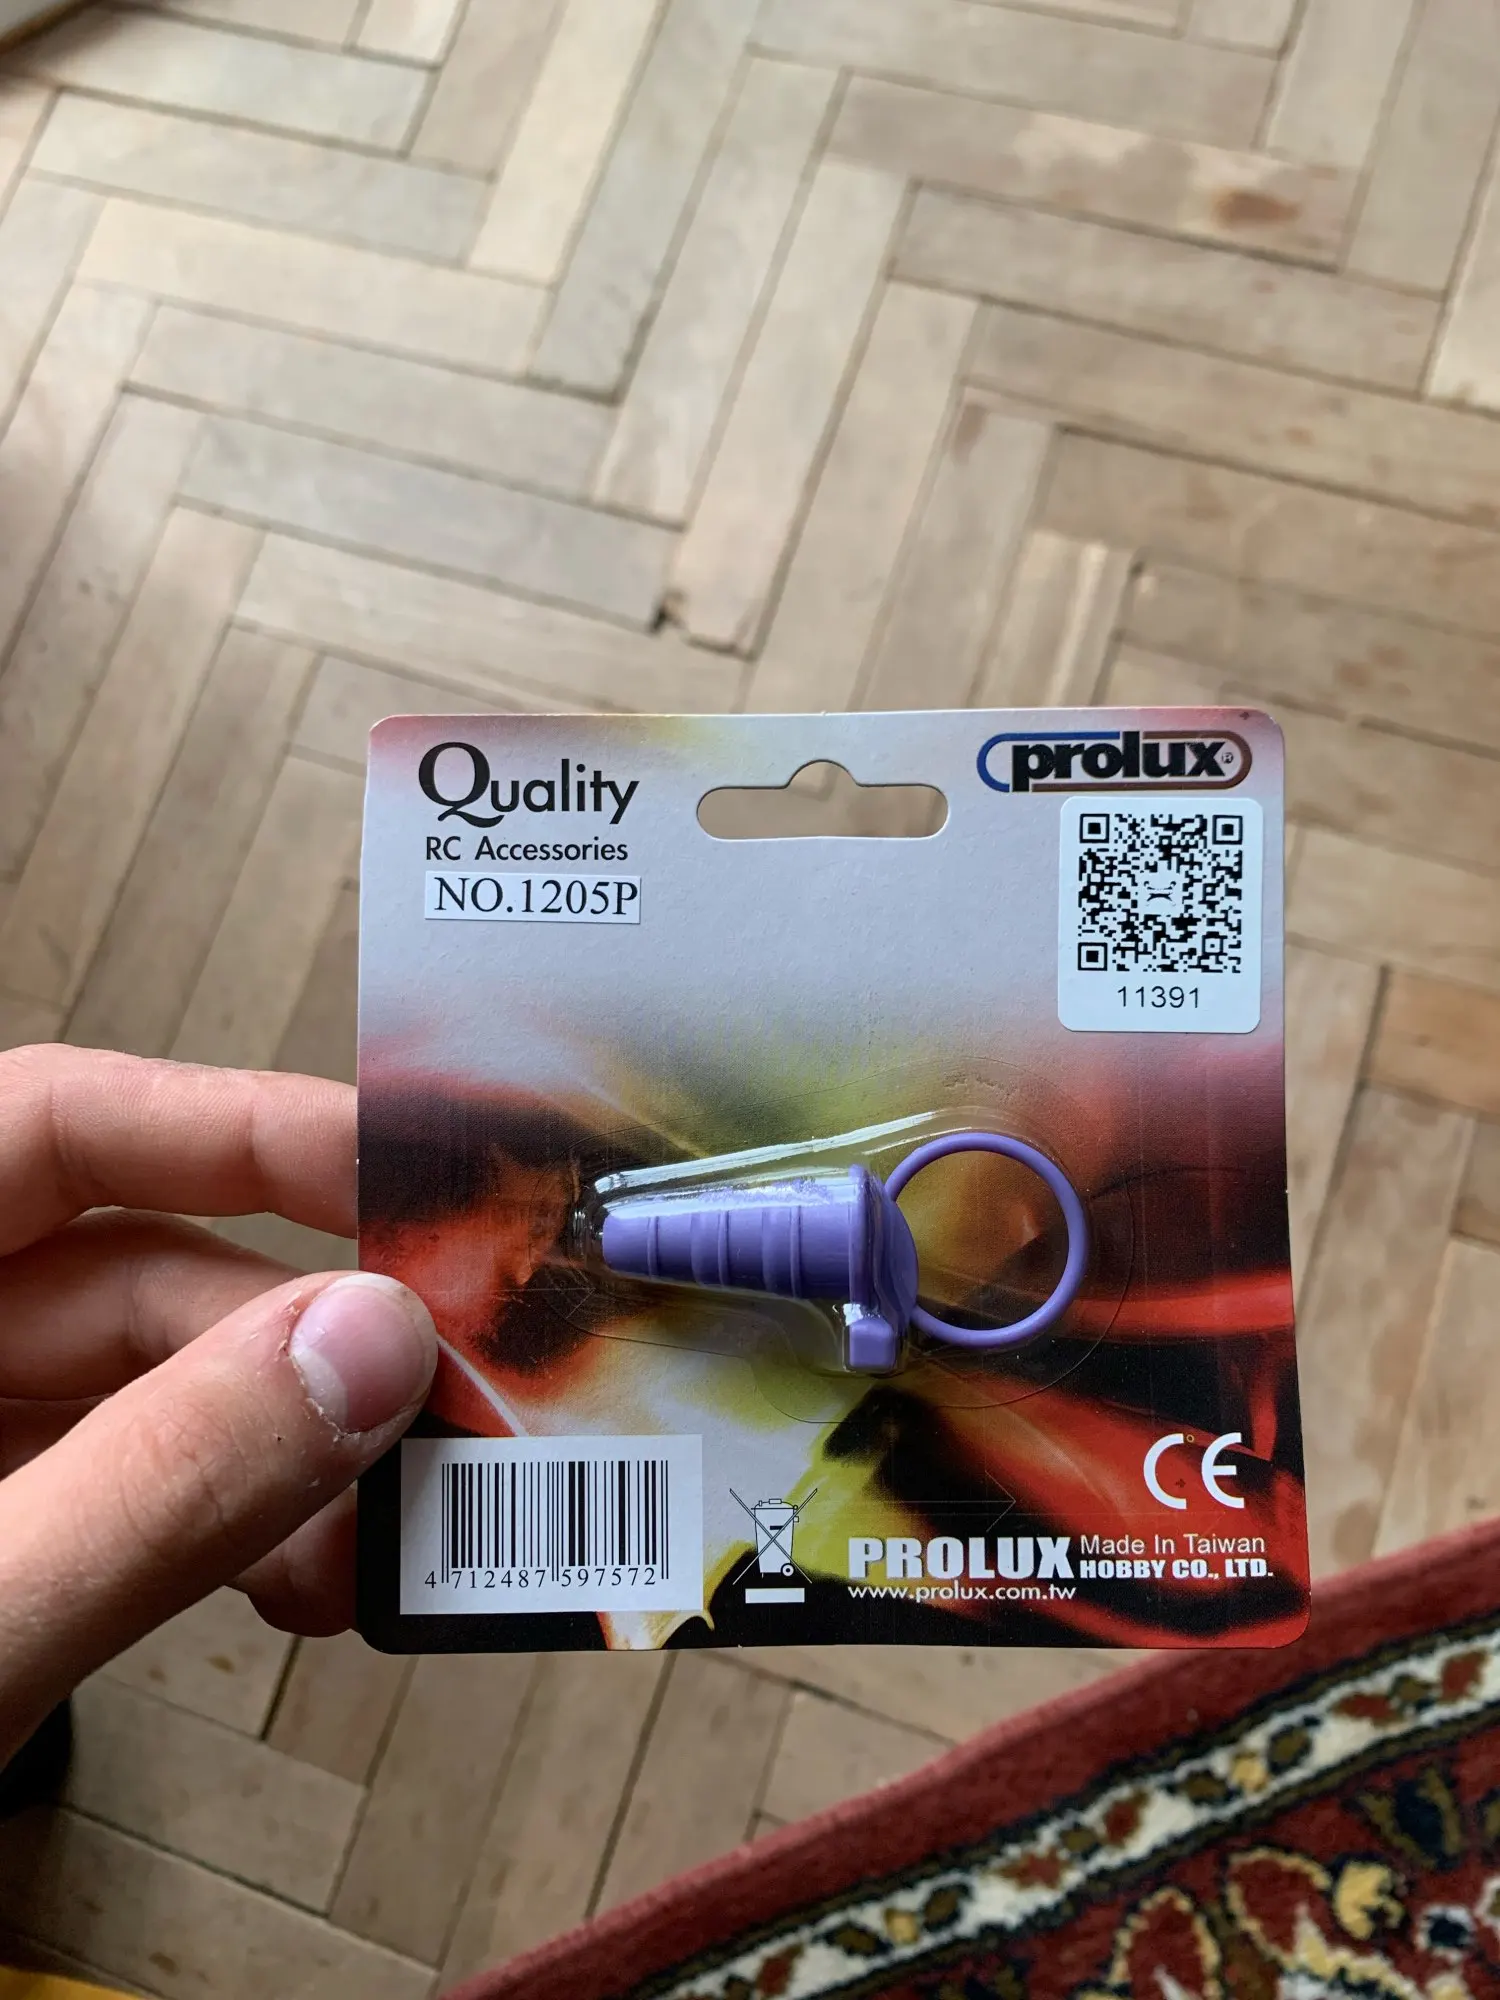 Quality
RC Accessories
NO.1205P
prolux®
11391
CE
4 712487 597572
PROLUX Made In Taiwan
HOBBY CO., LTD.
www.prolux.com.tw